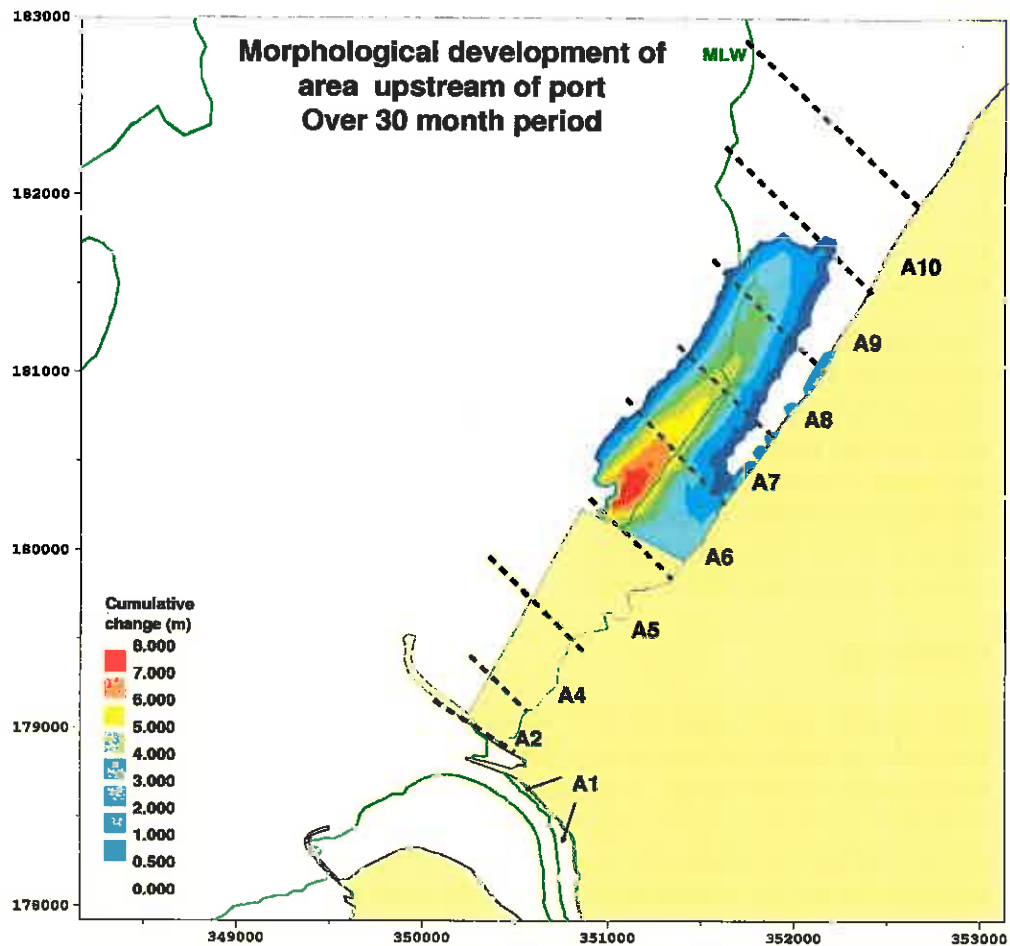 Morphological development of
area upstream of port
Over 30 month period
183000
182000
181000
180000
179000
178000
MLW
A10
A9
A8
A7
A6
A5
A4
A2
A1
Cumulative
change (m)
8.000
7.000
6.000
5.000
4.000
3.000
2.000
1.000
0.500
0.000
349000 350000 351000 352000 353000